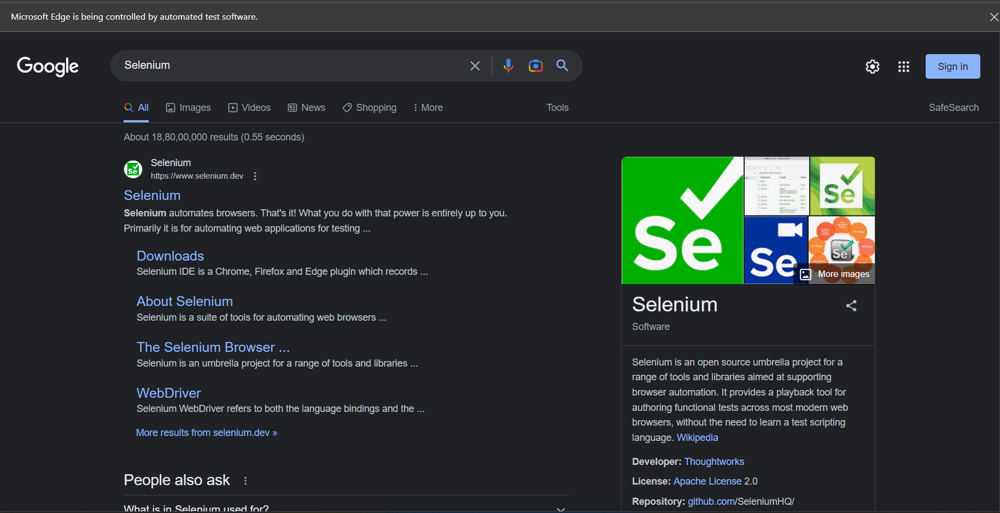 Microsoft Edge is being controlled by automated test software.
Google
Selenium
Sign in
All
Images
Videos
News
Shopping
More
Tools
SafeSearch
About 18,80,00,000 results (0.55 seconds)
Se
Selenium
https://www.selenium.dev
Selenium
Selenium automates browsers. That's it! What you do with that power is entirely up to you.
Primarily it is for automating web applications for testing ...
Downloads
Selenium IDE is a Chrome, Firefox and Edge plugin which records ...
About Selenium
Selenium is a suite of tools for automating web browsers ...
The Selenium Browser ...
Selenium is an umbrella project for a range of tools and libraries ...
WebDriver
Selenium WebDriver refers to both the language bindings and the ...
More results from selenium.dev »
People also ask
What is in Selenium used for?
Se
Se
Se
Se
More images
Selenium
Software
Selenium is an open source umbrella project for a
range of tools and libraries aimed at supporting
browser automation. It provides a playback tool for
authoring functional tests across most modern web
browsers, without the need to learn a test scripting
language. Wikipedia
Developer: Thoughtworks
License: Apache License 2.0
Repository: github.com/SeleniumHQ/